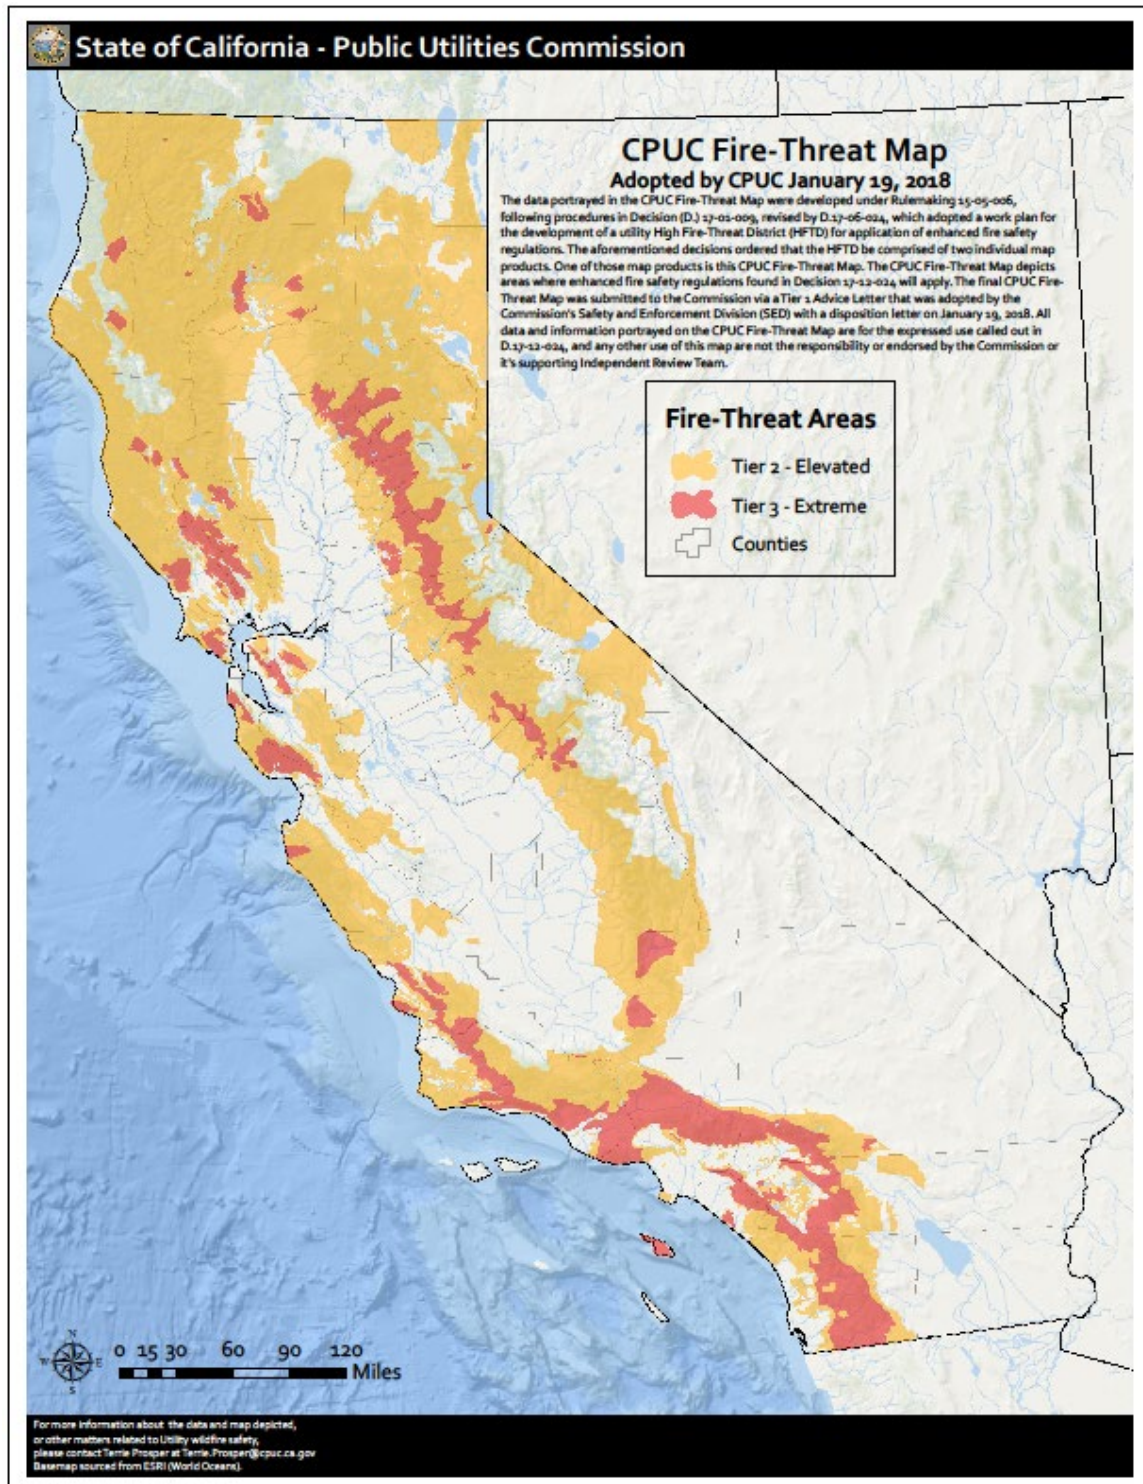 State of California - Public Utilities Commission
CPUC Fire-Threat Map
Adopted by CPUC January 19, 2018
The data portrayed in the CPUC Fire-Threat Map were developed under Rulemaking 15-05-006,
following procedures in Decision (D.) 17-01-009, revised by D.17-06-024, which adopted a work plan for
the development of a utility High Fire-Threat District (HFTD) for application of enhanced fire safety
regulations. The aforementioned decisions ordered that the HFTD be comprised of two individual map
products. One of those map products is this CPUC Fire-Threat Map. The CPUC Fire-Threat Map depicts
areas where enhanced fire safety regulations found in Decision 17-12-024 will apply. The final CPUC Fire-
Threat Map was submitted to the Commission via a Tier 1 Advice Letter that was adopted by the
Commission's Safety and Enforcement Division (SED) with a disposition letter on January 19, 2018. All
data and information portrayed on the CPUC Fire-Threat Map are for the expressed use called out in
D.17-12-024, and any other use of this map are not the responsibility or endorsed by the Commission or
it's supporting Independent Review Team.
Fire-Threat Areas
Tier 2 - Elevated
Tier 3 - Extreme
Counties
N
W E
S
0 15 30 60 90 120
Miles
For more information about the data and map depicted,
or other matters related to Utility wildfire safety,
please contact Terrie Prosper at Terrie.Prosper@cpuc.ca.gov
Basemap sourced from ESRI (World Oceans).